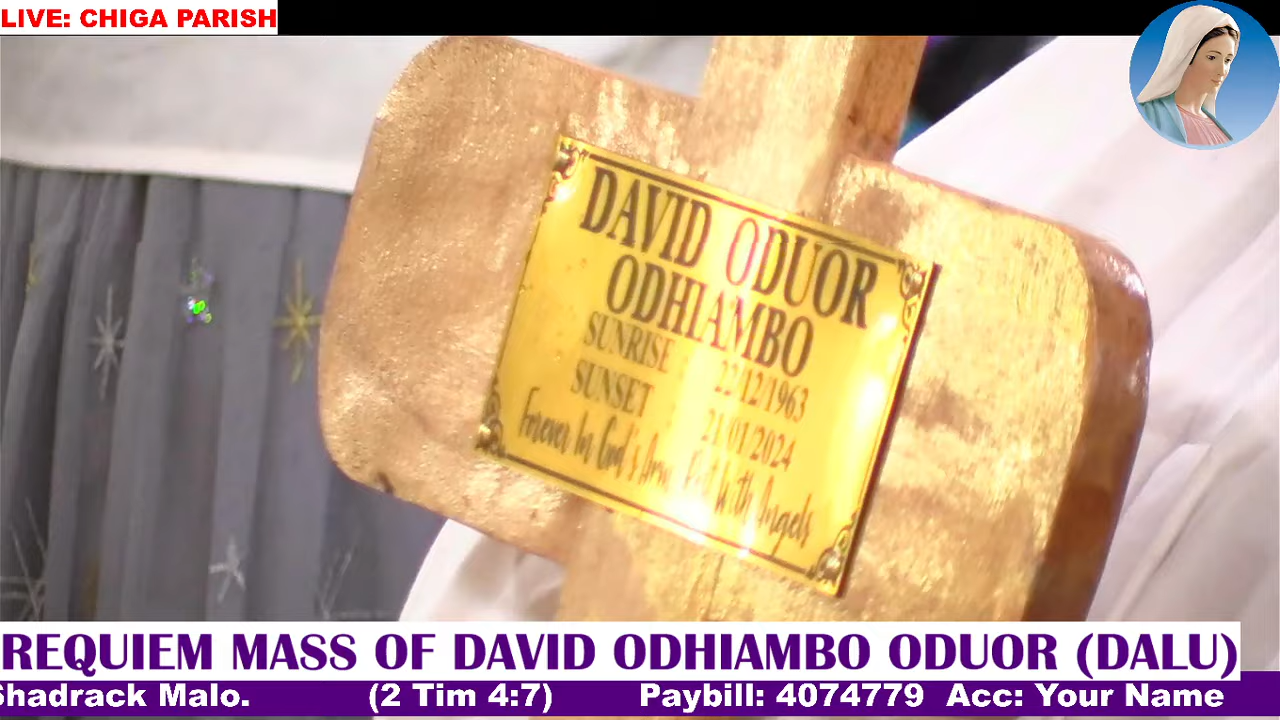 LIVE: CHIGA PARISH
DAVID ODUOR
ODHIAMBO
SUNRISE : 22/12/1963
SUNSET : 21/01/2024
Forever In God's Arms Rest With Angels
REQUIEM MASS OF DAVID ODHIAMBO ODUOR (DALU)
Shadrack Malo. (2 Tim 4:7) Paybill: 4074779 Acc: Your Name